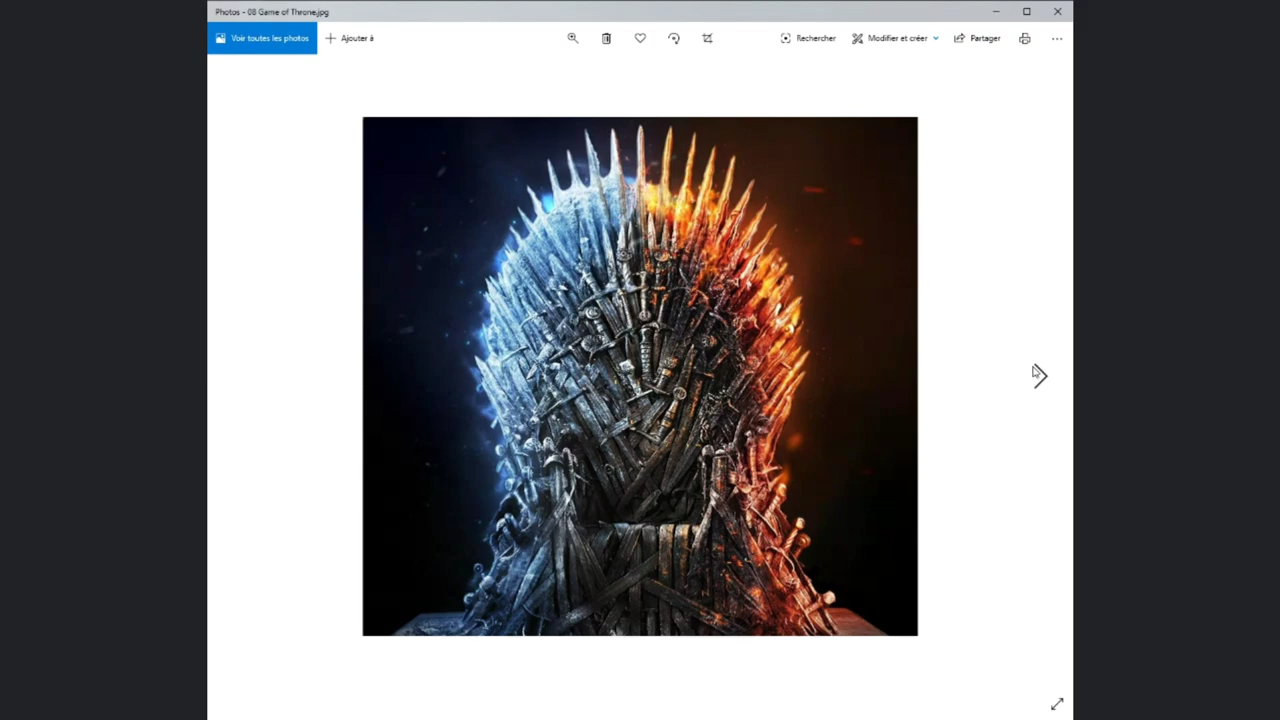 Photos - 08 Game of Throne.jpg
Voir toutes les photos
Ajouter à
Rechercher
Modifier et créer
Partager